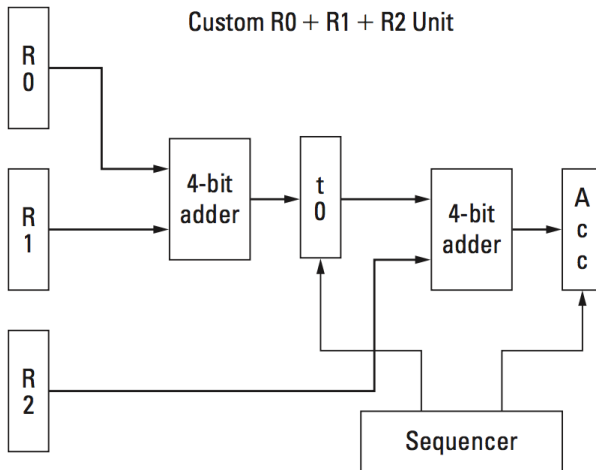 Custom R0 + R1 + R2 Unit
R
0
4-bit
adder
t
0
R
1
4-bit
adder
A
c
c
R
2
Sequencer